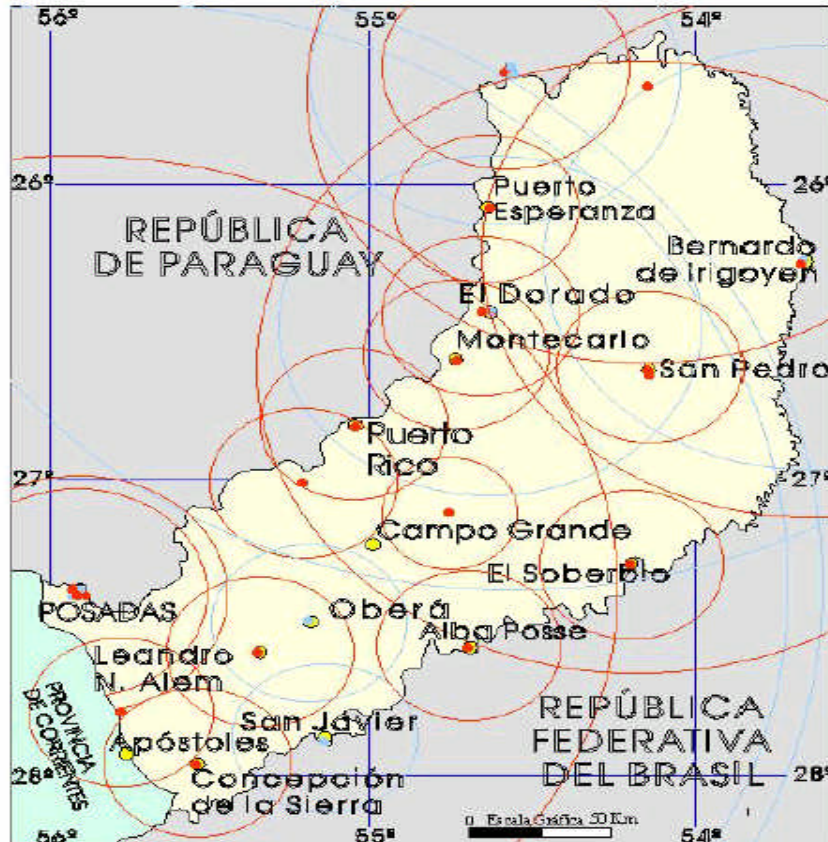 56º 55º 54º
26º 26º
Puerto
Esperanza
REPÚBLICA
DE PARAGUAY
Bernardo
de Irigoyen
El Dorado
Montecarlo
San Pedro
Puerto
Rico
27º 27º
Campo Grande
El Soberbio
POSADAS
Oberá
Alba Posse
Leandro
N. Alem
PROVINCIA
DE CORRIENTES
San Javier
REPÚBLICA
FEDERATIVA
DEL BRASIL
Apóstoles
Concepción
de la Sierra
28º 28º
0 Escala Gráfica 50 Km
56º 55º 54º